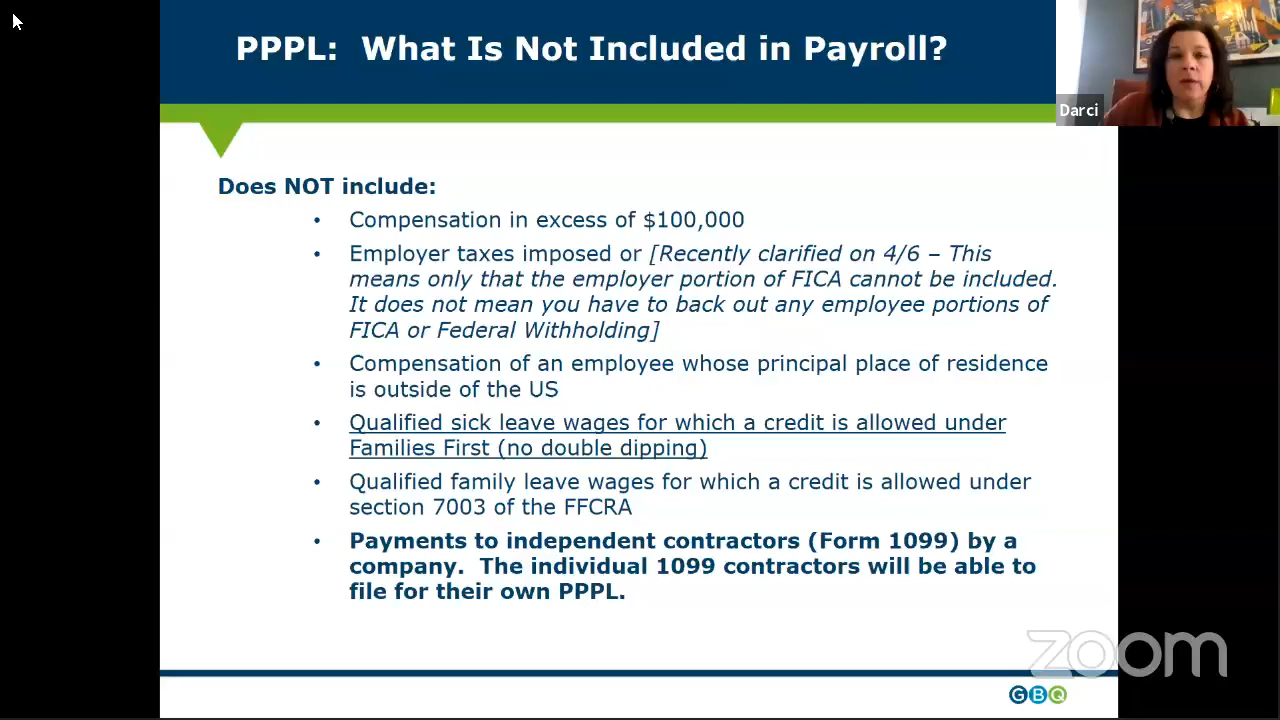 PPPL:  What Is Not Included in Payroll?
Darci
Does NOT include:
• Compensation in excess of $100,000
• Employer taxes imposed or [Recently clarified on 4/6 – This
means only that the employer portion of FICA cannot be included.
It does not mean you have to back out any employee portions of
FICA or Federal Withholding]
• Compensation of an employee whose principal place of residence
is outside of the US
• Qualified sick leave wages for which a credit is allowed under
Families First (no double dipping)
• Qualified family leave wages for which a credit is allowed under
section 7003 of the FFCRA
• Payments to independent contractors (Form 1099) by a
company.  The individual 1099 contractors will be able to
file for their own PPPL.
zoom
GBQ